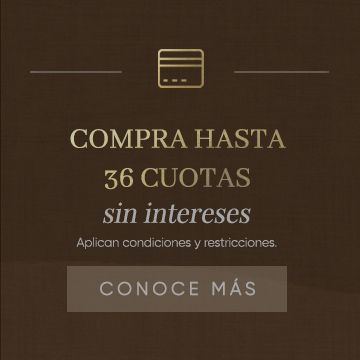 COMPRA HASTA
36 CUOTAS
sin intereses
Aplican condiciones y restricciones.
CONOCE MÁS